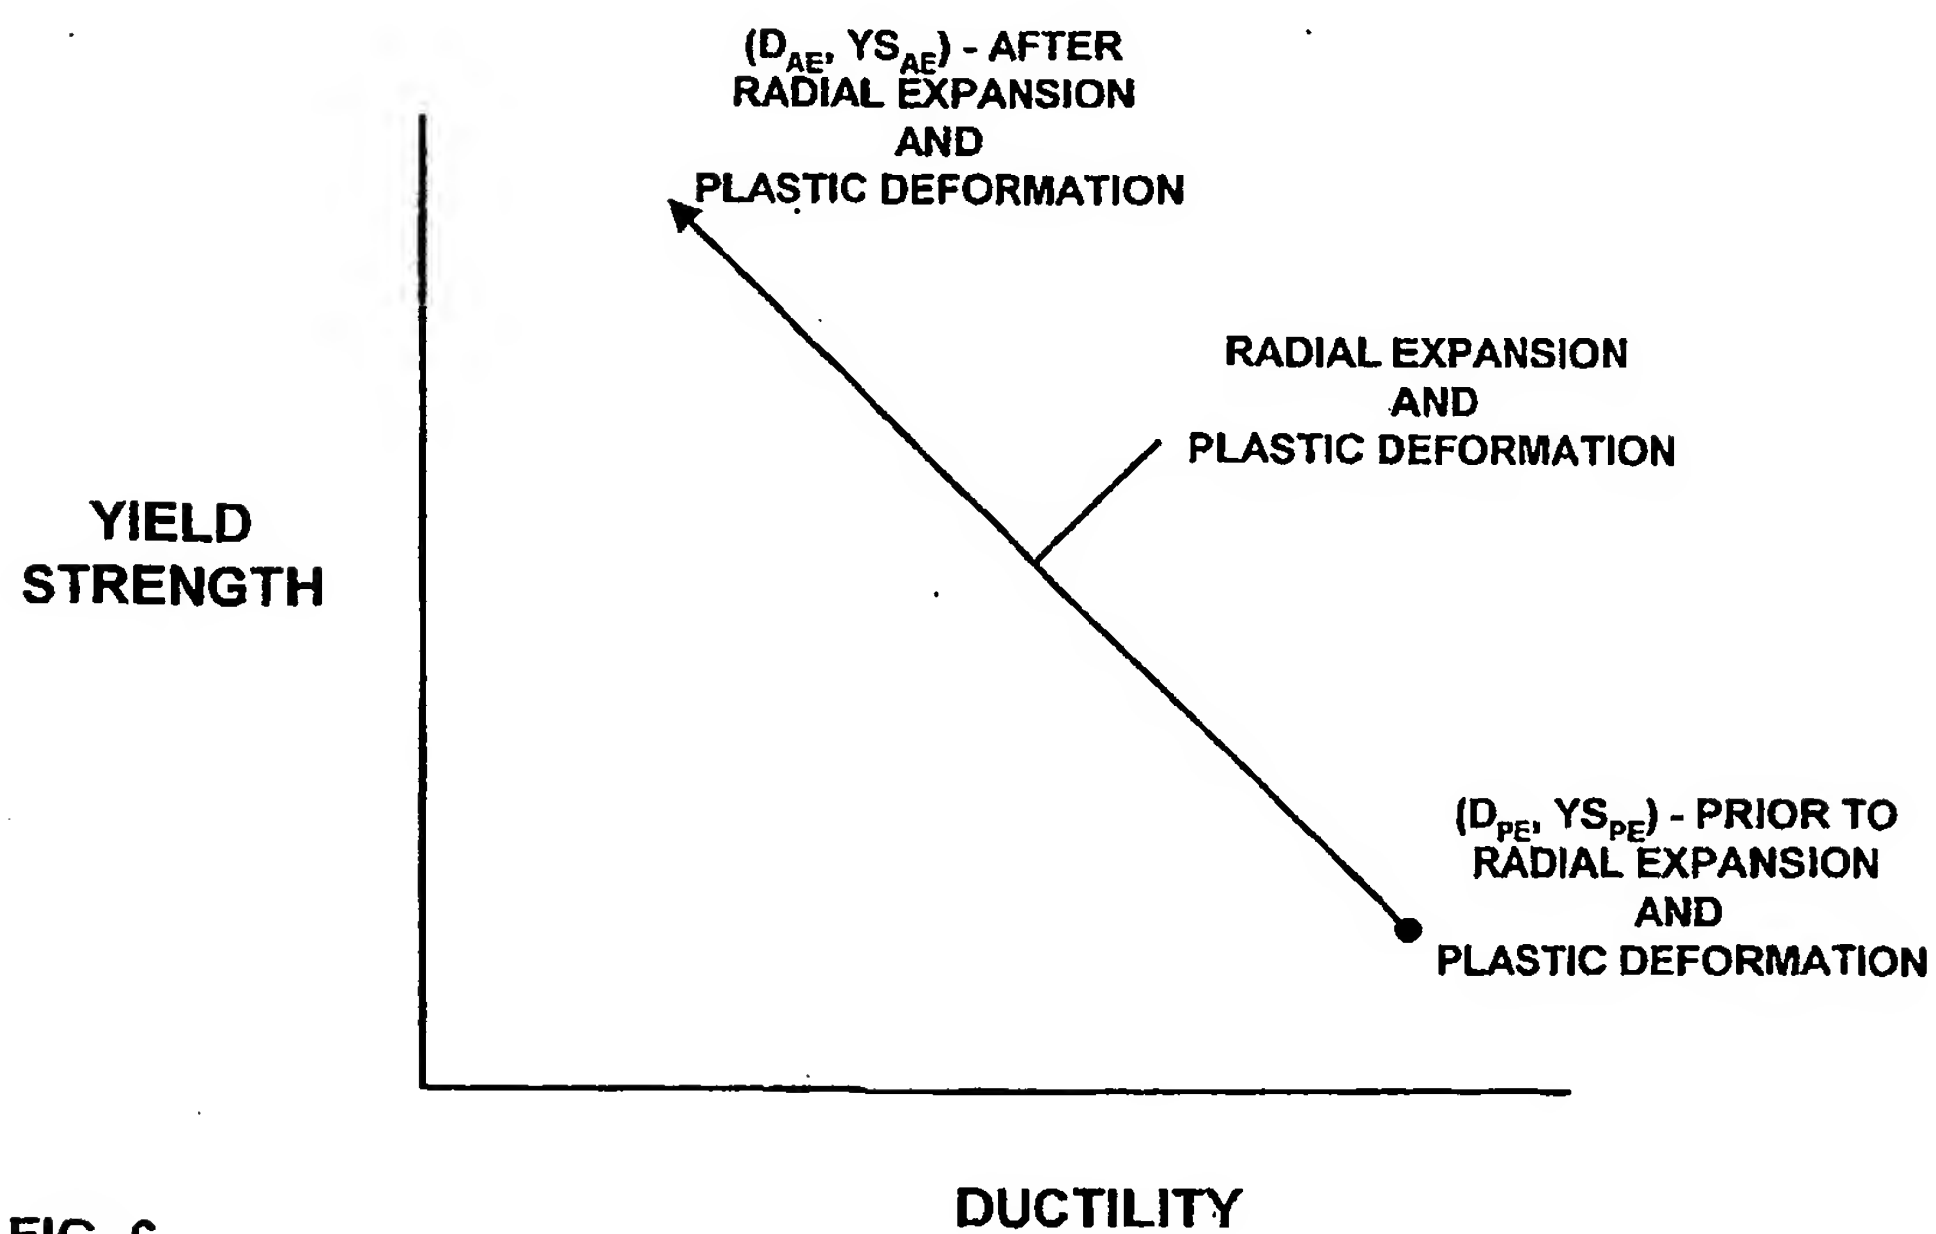 (D_AE, YS_AE) - AFTER
RADIAL EXPANSION
AND
PLASTIC DEFORMATION
RADIAL EXPANSION
AND
PLASTIC DEFORMATION
YIELD
STRENGTH
(D_PE, YS_PE) - PRIOR TO
RADIAL EXPANSION
AND
PLASTIC DEFORMATION
DUCTILITY
FIG.